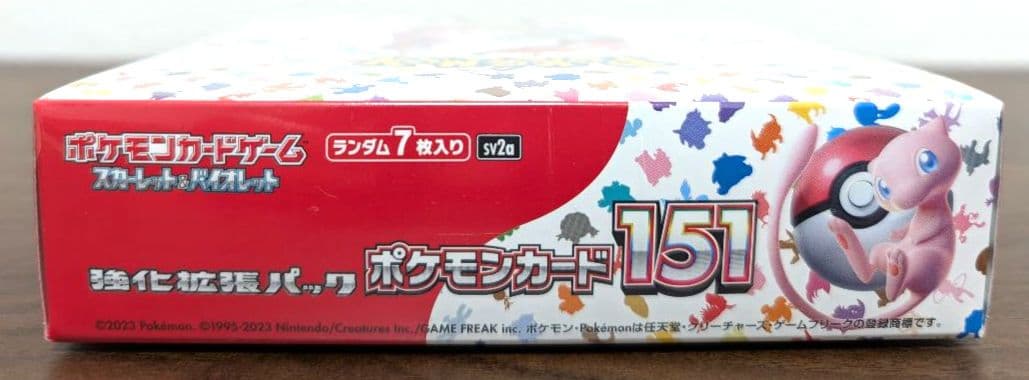 ポケモンカードゲーム
スカーレット&バイオレット
ランダム7枚入り sv2a
強化拡張パック ポケモンカード151
©2023 Pokémon. ©1995-2023 Nintendo/Creatures Inc./GAME FREAK inc. ポケモン・Pokémonは任天堂・クリーチャーズ・ゲームフリークの登録商標です。